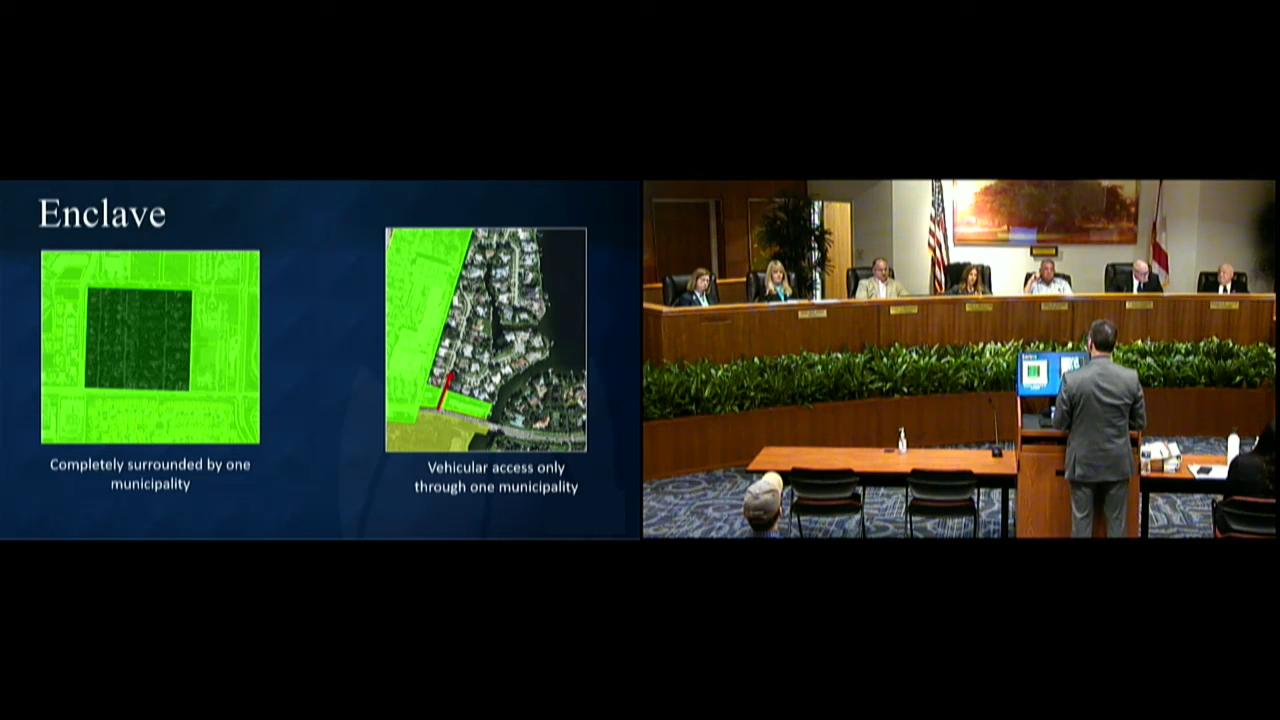 Enclave
Completely surrounded by one
municipality
Vehicular access only
through one municipality